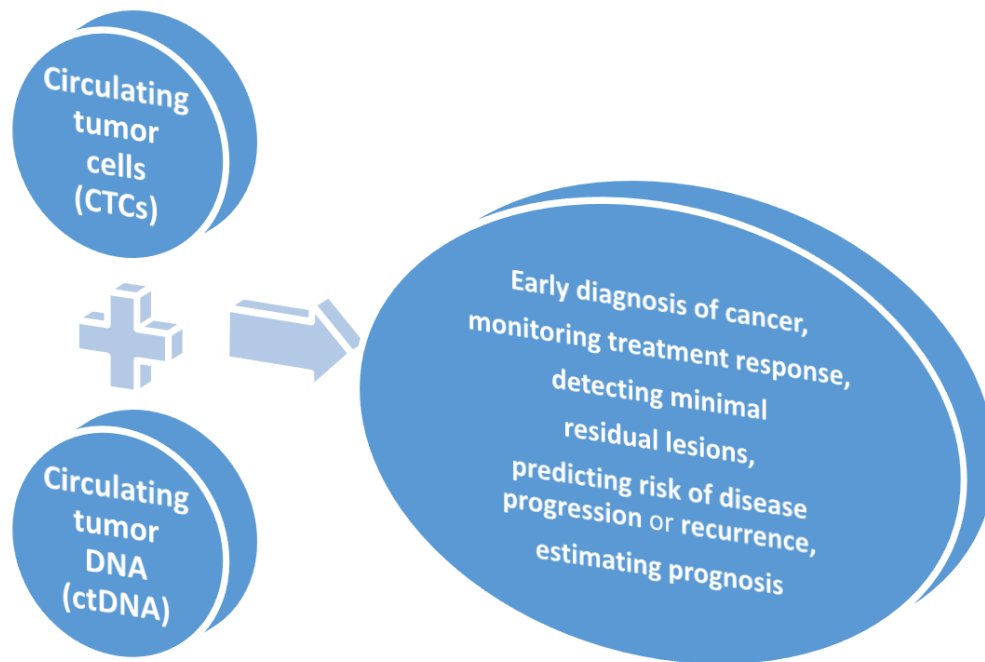 Circulating
tumor
cells
(CTCs)
Circulating
tumor
DNA
(ctDNA)
Early diagnosis of cancer,
monitoring treatment response,
detecting minimal
residual lesions,
predicting risk of disease
progression or recurrence,
estimating prognosis